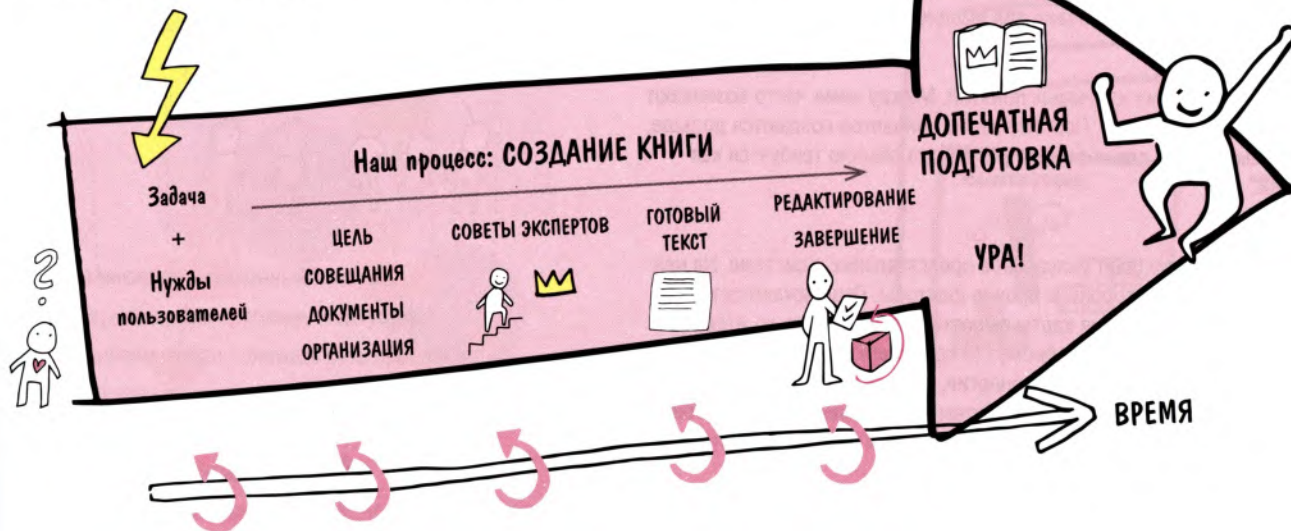 Наш процесс: СОЗДАНИЕ КНИГИ
Задача
+
Нужды
пользователей
ЦЕЛЬ
СОВЕЩАНИЯ
ДОКУМЕНТЫ
ОРГАНИЗАЦИЯ
СОВЕТЫ ЭКСПЕРТОВ
ГОТОВЫЙ
ТЕКСТ
РЕДАКТИРОВАНИЕ
ЗАВЕРШЕНИЕ
ДОПЕЧАТНАЯ
ПОДГОТОВКА
УРА!
?
ВРЕМЯ